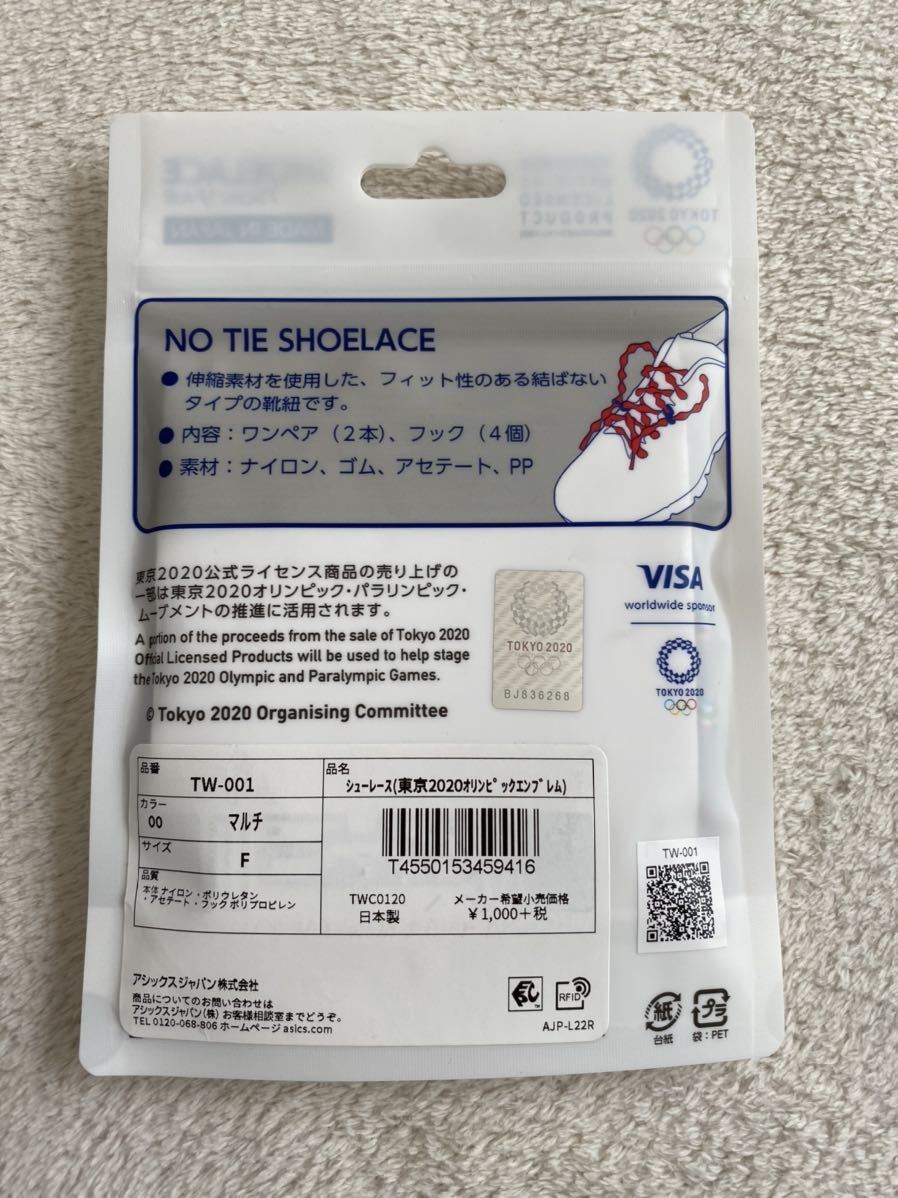 TOKYO 2020
LICENSED
PRODUCT
SHOELACE
MADE IN JAPAN
NO TIE SHOELACE
● 伸縮素材を使用した、フィット性のある結ばない
タイプの靴紐です。
● 内容：ワンペア（2本）、フック（4個）
● 素材：ナイロン、ゴム、アセテート、PP
東京2020公式ライセンス商品の売り上げの
一部は東京2020オリンピック・パラリンピック・
ムーブメントの推進に活用されます。
A portion of the proceeds from the sale of Tokyo 2020
Official Licensed Products will be used to help stage
the Tokyo 2020 Olympic and Paralympic Games.
© Tokyo 2020 Organising Committee
TOKYO 2020
BJ836268
VISA
worldwide sponsor
TOKYO 2020
品番
TW-001
カラー
00 マルチ
サイズ
F
品質
本体 ナイロン・ポリウレタン
・アセテート・フック ポリプロピレン
品名
シューレース(東京2020オリンピックエンブレム)
T4550153459416
TWC0120
日本製
メーカー希望小売価格
￥1,000+税
アシックスジャパン株式会社
商品についてのお問い合わせは
アシックスジャパン(株) お客様相談室までどうぞ。
TEL 0120-068-806 ホームページ asics.com
RFID
AJP-L22R
TW-001
紙
台紙
プラ
袋：PET